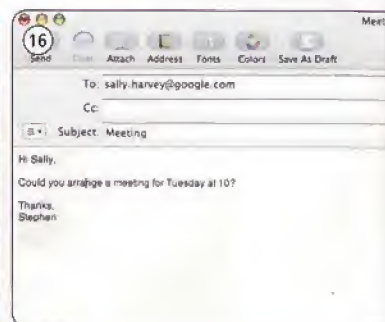 Meet
16
Send Chat Attach Address Fonts Colors Save As Draft
To: sally.harvey@google.com
Cc:
Subject: Meeting
Hi Sally,
Could you arrange a meeting for Tuesday at 10?
Thanks,
Stephen